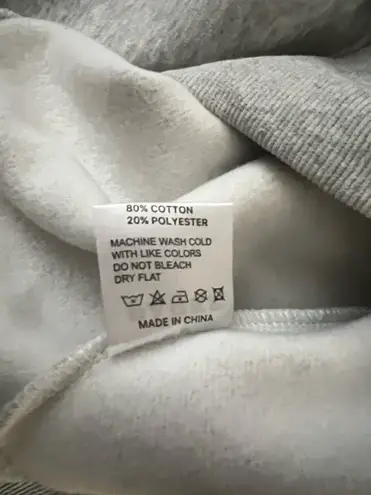 80% COTTON
20% POLYESTER
MACHINE WASH COLD
WITH LIKE COLORS
DO NOT BLEACH
DRY FLAT
MADE IN CHINA